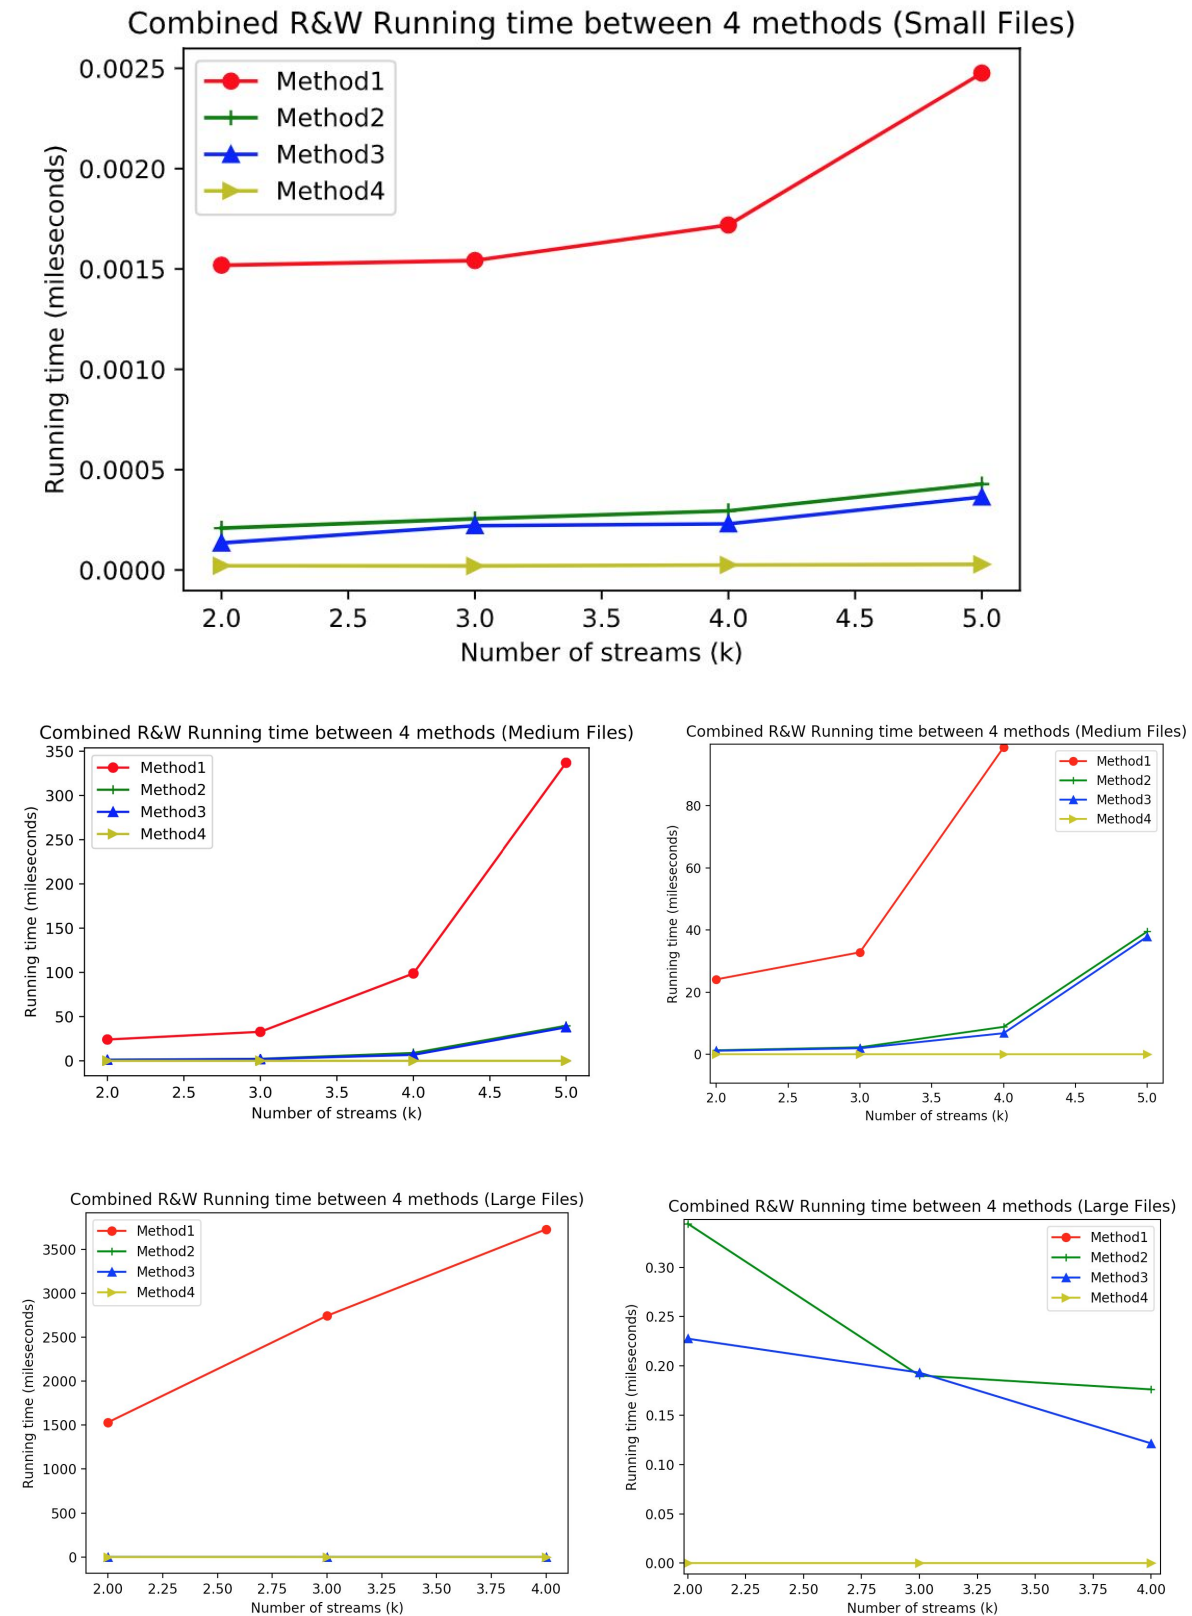 Combined R&W Running time between 4 methods (Small Files)
Running time (mileseconds)
0.0025
0.0020
0.0015
0.0010
0.0005
0.0000
Method1
Method2
Method3
Method4
2.0 2.5 3.0 3.5 4.0 4.5 5.0
Number of streams (k)
Combined R&W Running time between 4 methods (Medium Files)
Running time (mileseconds)
350
300
250
200
150
100
50
0
Method1
Method2
Method3
Method4
2.0 2.5 3.0 3.5 4.0 4.5 5.0
Number of streams (k)
Combined R&W Running time between 4 methods (Medium Files)
Running time (mileseconds)
80
60
40
20
0
Method1
Method2
Method3
Method4
2.0 2.5 3.0 3.5 4.0 4.5 5.0
Number of streams (k)
Combined R&W Running time between 4 methods (Large Files)
Running time (mileseconds)
3500
3000
2500
2000
1500
1000
500
0
Method1
Method2
Method3
Method4
2.00 2.25 2.50 2.75 3.00 3.25 3.50 3.75 4.00
Number of streams (k)
Combined R&W Running time between 4 methods (Large Files)
Running time (mileseconds)
0.30
0.25
0.20
0.15
0.10
0.05
0.00
Method1
Method2
Method3
Method4
2.00 2.25 2.50 2.75 3.00 3.25 3.50 3.75 4.00
Number of streams (k)